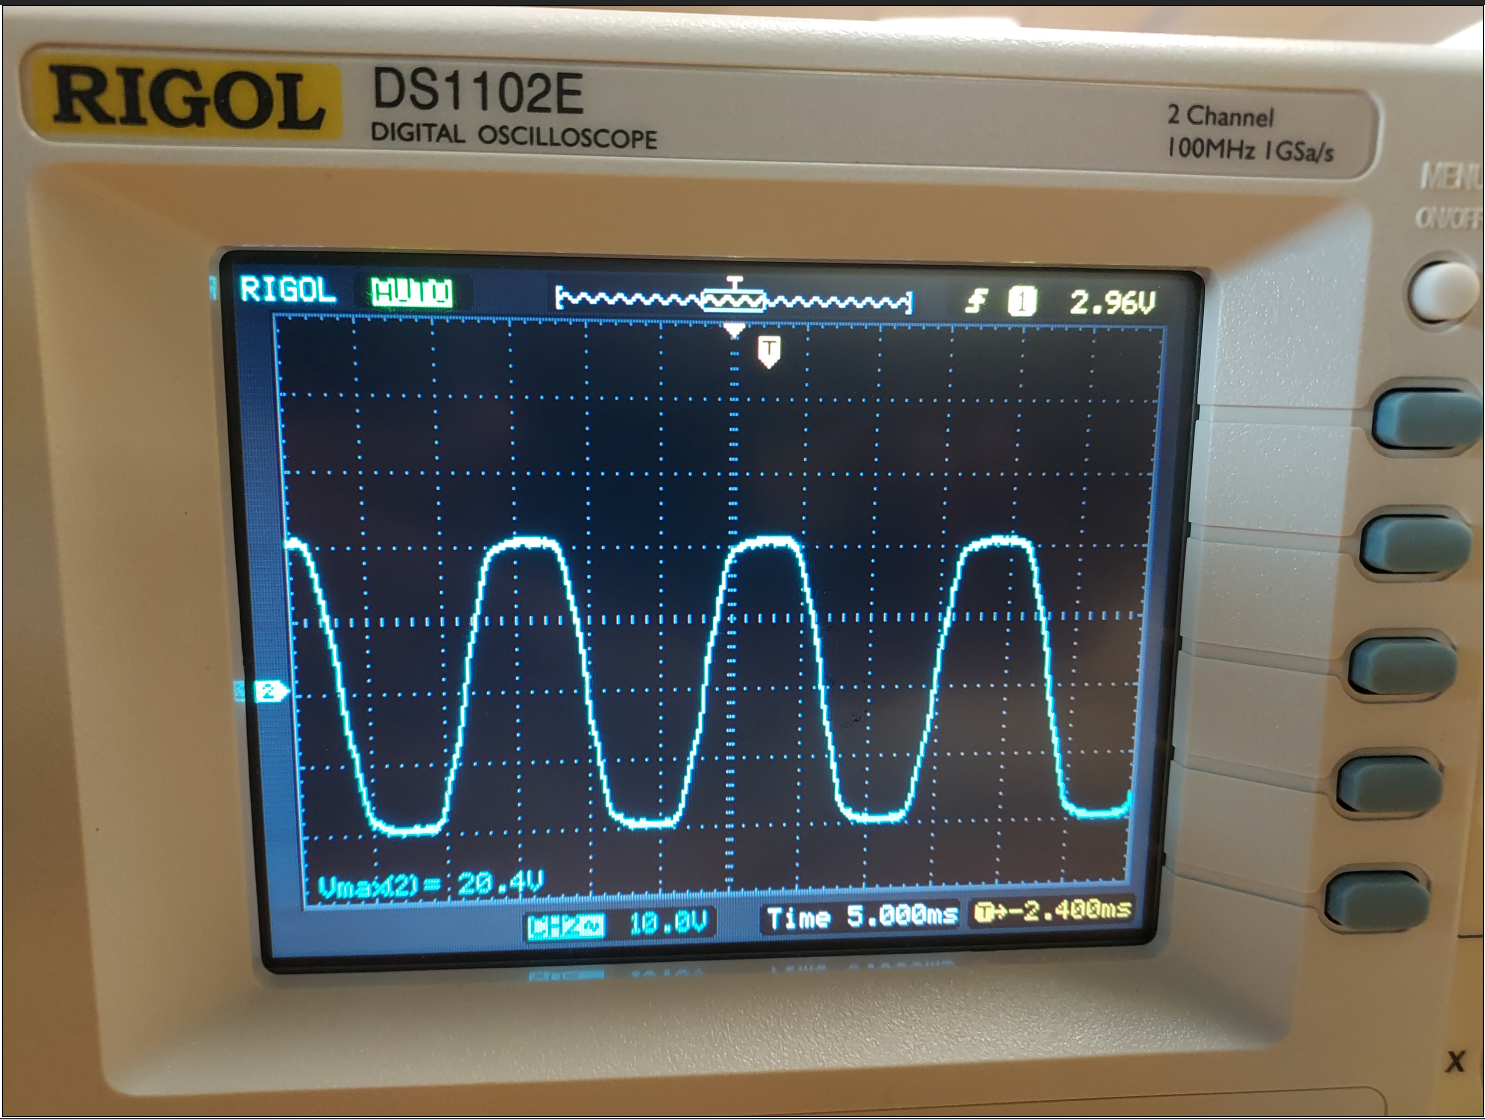 RIGOL DS1102E
DIGITAL OSCILLOSCOPE
2 Channel
100MHz 1GSa/s
MENU
ON/OFF
RIGOL AUTO T 1 2.96V
T
2
Vmax(2)= 20.4V
CH2~ 10.0V Time 5.000ms T→-2.400ms
X